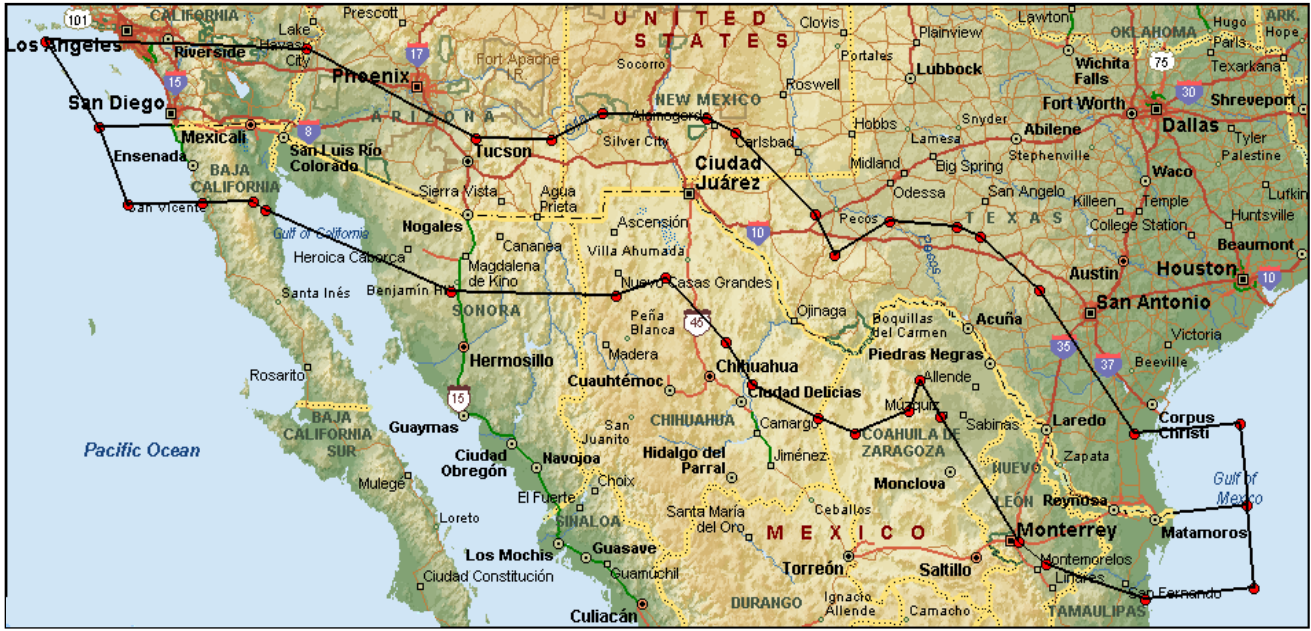 101
CALIFORNIA
Los Angeles
Riverside
Lake
Havasu
City
Prescott
17
UNITED
STATES
Socorro
Clovis
Portales
Plainview
Lawton
OKLAHOMA
Hugo
Paris
ARK.
Hope
Texarkana
15
Phoenix
Fort Apache
I.R.
NEW MEXICO
Roswell
Lubbock
Wichita
Falls
75
30
San Diego
Mexicali
8
ARIZONA
Alamogordo
Carlsbad
Hobbs
Lamesa
Snyder
Abilene
Fort Worth
Dallas
Shreveport
Ensenada
San Luis Río
Colorado
Tucson
Silver City
Midland
Big Spring
Stephenville
Tyler
Palestine
BAJA
CALIFORNIA
Sierra Vista
Agua
Prieta
Ciudad
Juárez
Odessa
San Angelo
Waco
Killeen
Temple
Lufkin
San Vicente
Gulf of California
Nogales
Cananea
Ascensión
10
Pecos
Pecos
TEXAS
College Station
Huntsville
Heroica Caborca
Magdalena
de Kino
Villa Ahumada
Beaumont
Austin
Houston
10
Santa Inés
Benjamín Hill
SONORA
Nuevo Casas Grandes
San Antonio
Peña
Blanca
45
Ojinaga
Boquillas
del Carmen
Acuña
35
37
Victoria
Beeville
Hermosillo
Madera
Piedras Negras
Rosarito
Cuauhtémoc
Chihuahua
Ciudad Delicias
Allende
15
Guaymas
BAJA
CALIFORNIA
SUR
CHIHUAHUA
Camargo
Múzquiz
Sabinas
Laredo
Corpus
Christi
San
Juanito
COAHUILA DE
ZARAGOZA
Pacific Ocean
Ciudad
Obregón
Navojoa
Hidalgo del
Parral
Jiménez
Monclova
NUEVO
LEÓN
Zapata
Gulf of
Mexico
Mulegé
El Fuerte
Choix
SINALOA
Santa María
del Oro
Ceballos
Reynosa
Matamoros
Loreto
MEXICO
Monterrey
Los Mochis
Guasave
Guamúchil
Torreón
Saltillo
Montemorelos
Linares
San Fernando
Ciudad Constitución
Culiacán
DURANGO
Ignacio
Allende
Camacho
TAMAULIPAS